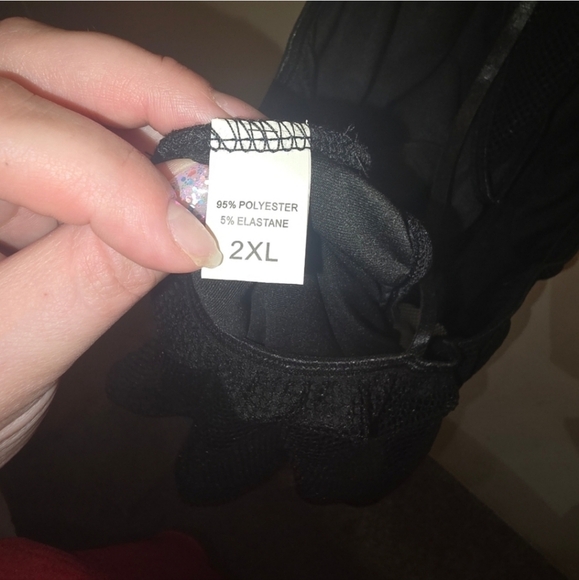 95% POLYESTER
5% ELASTANE
2XL